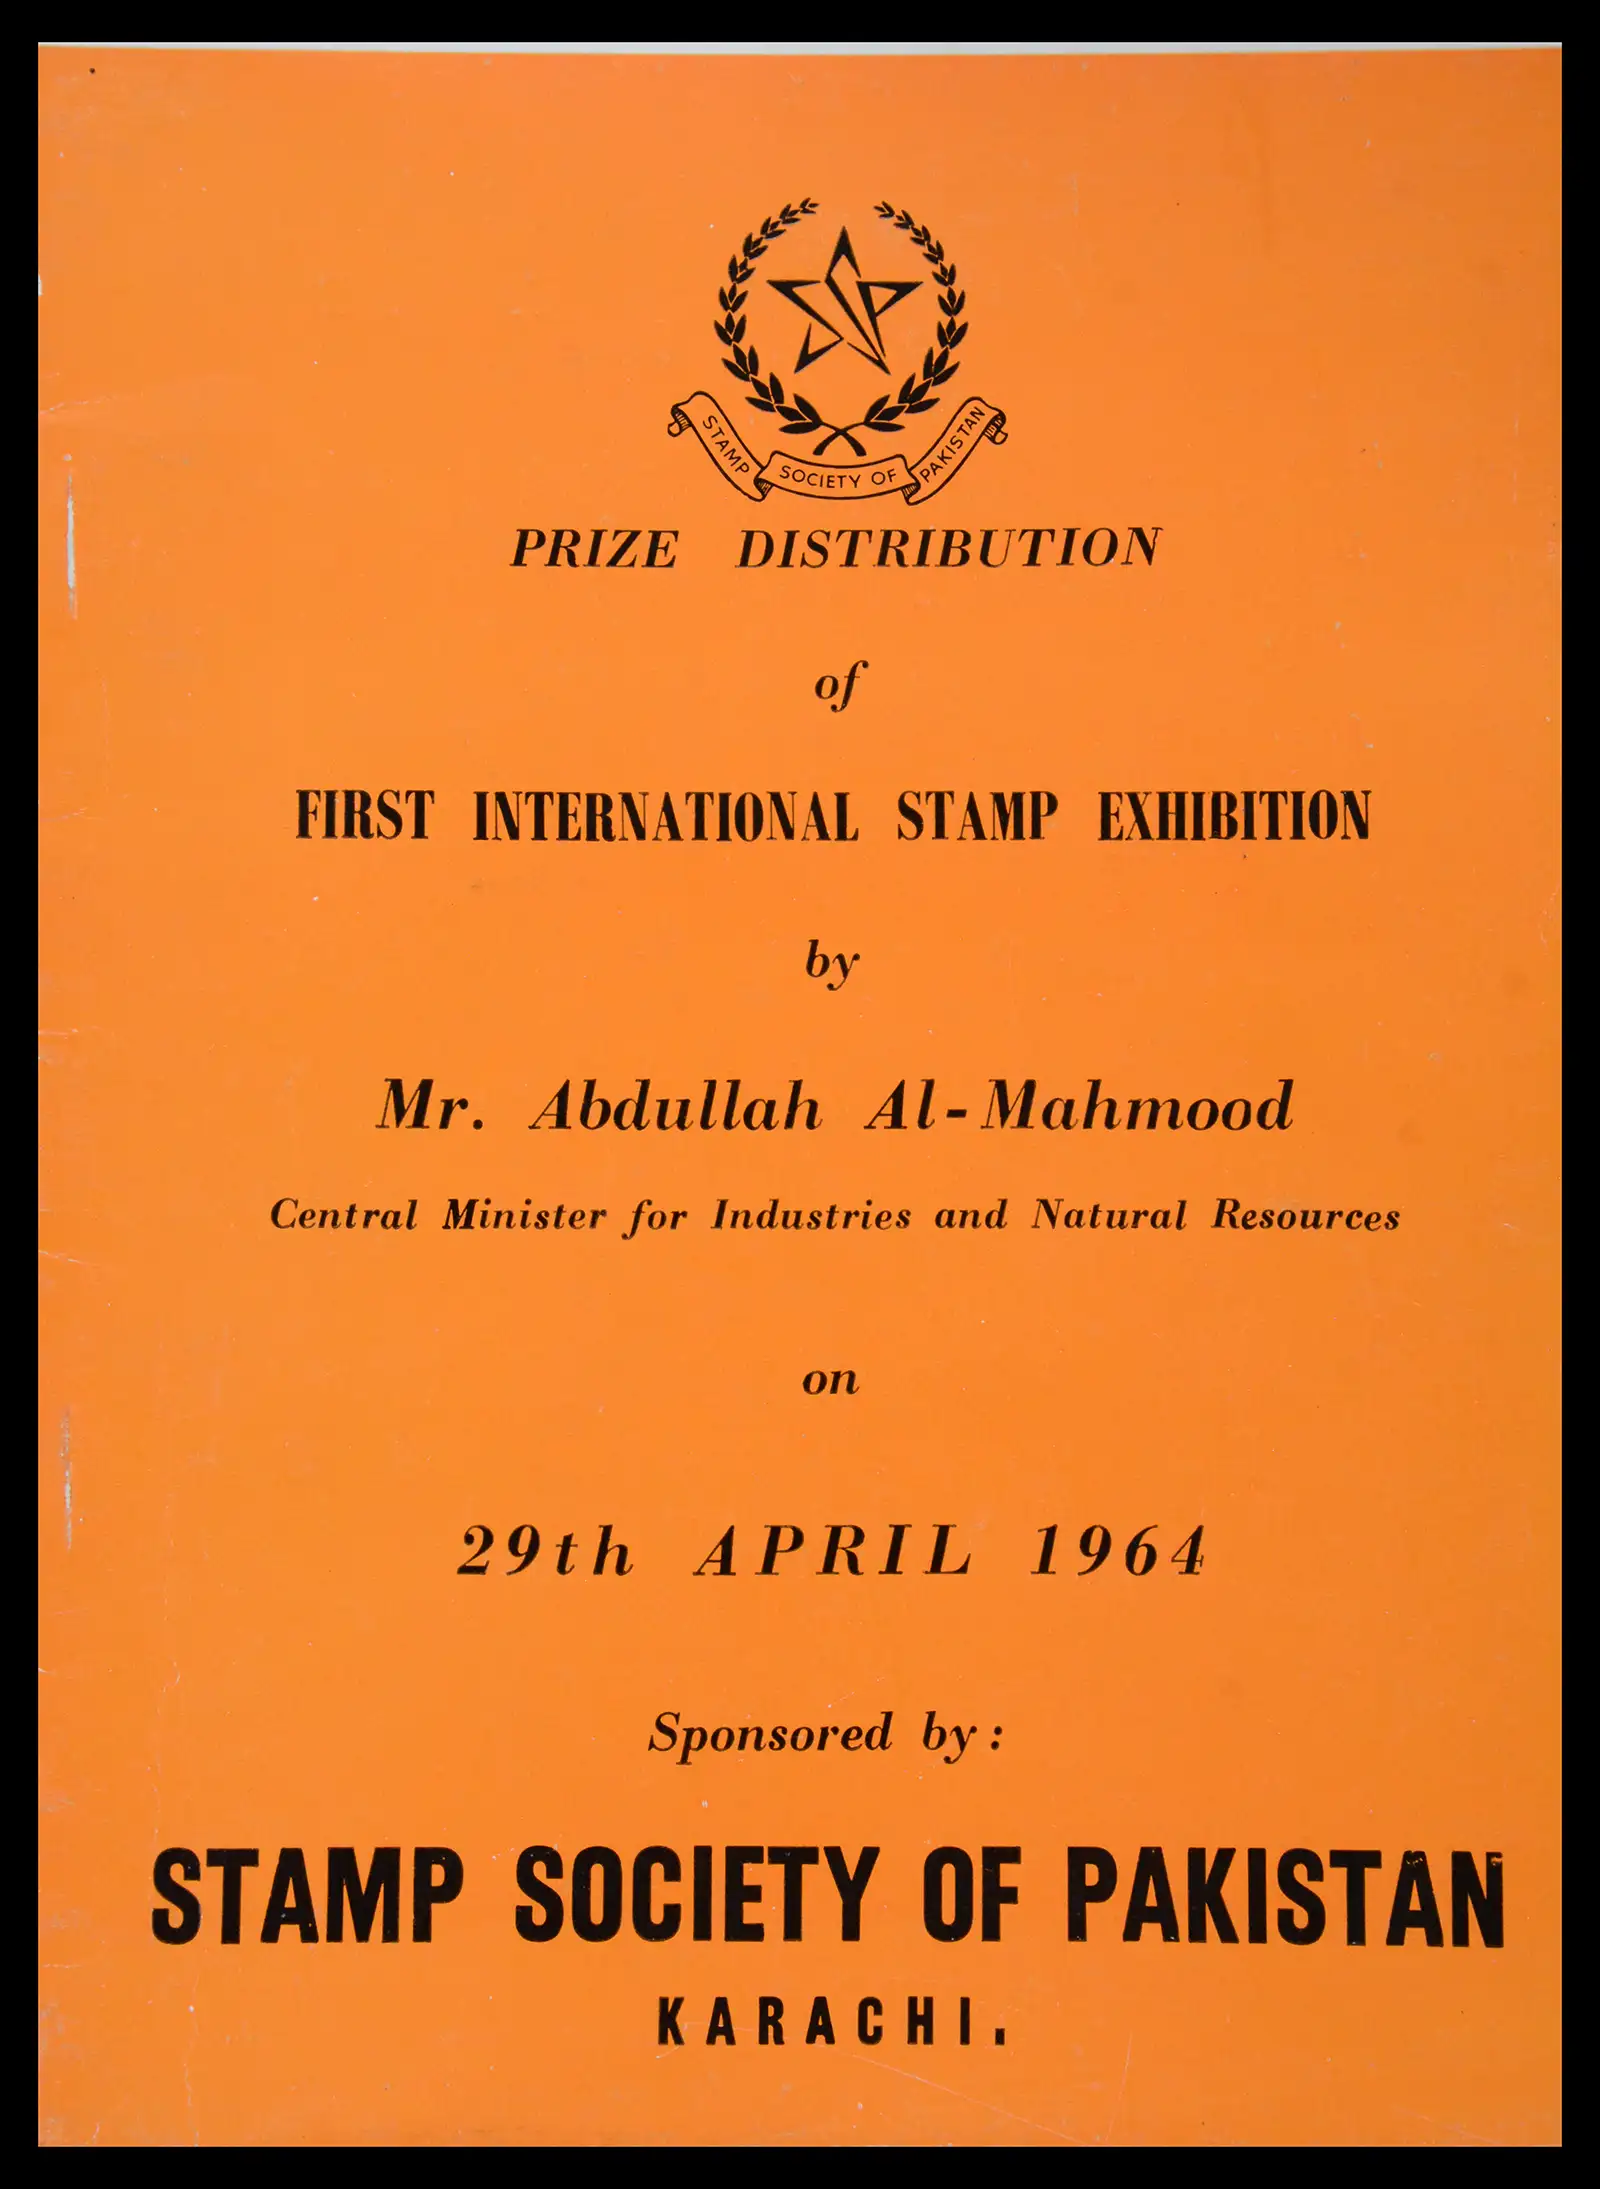 SSP
STAMP SOCIETY OF PAKISTAN
PRIZE DISTRIBUTION
of
FIRST INTERNATIONAL STAMP EXHIBITION
by
Mr. Abdullah Al-Mahmood
Central Minister for Industries and Natural Resources
on
29th APRIL 1964
Sponsored by:
STAMP SOCIETY OF PAKISTAN
KARACHI.